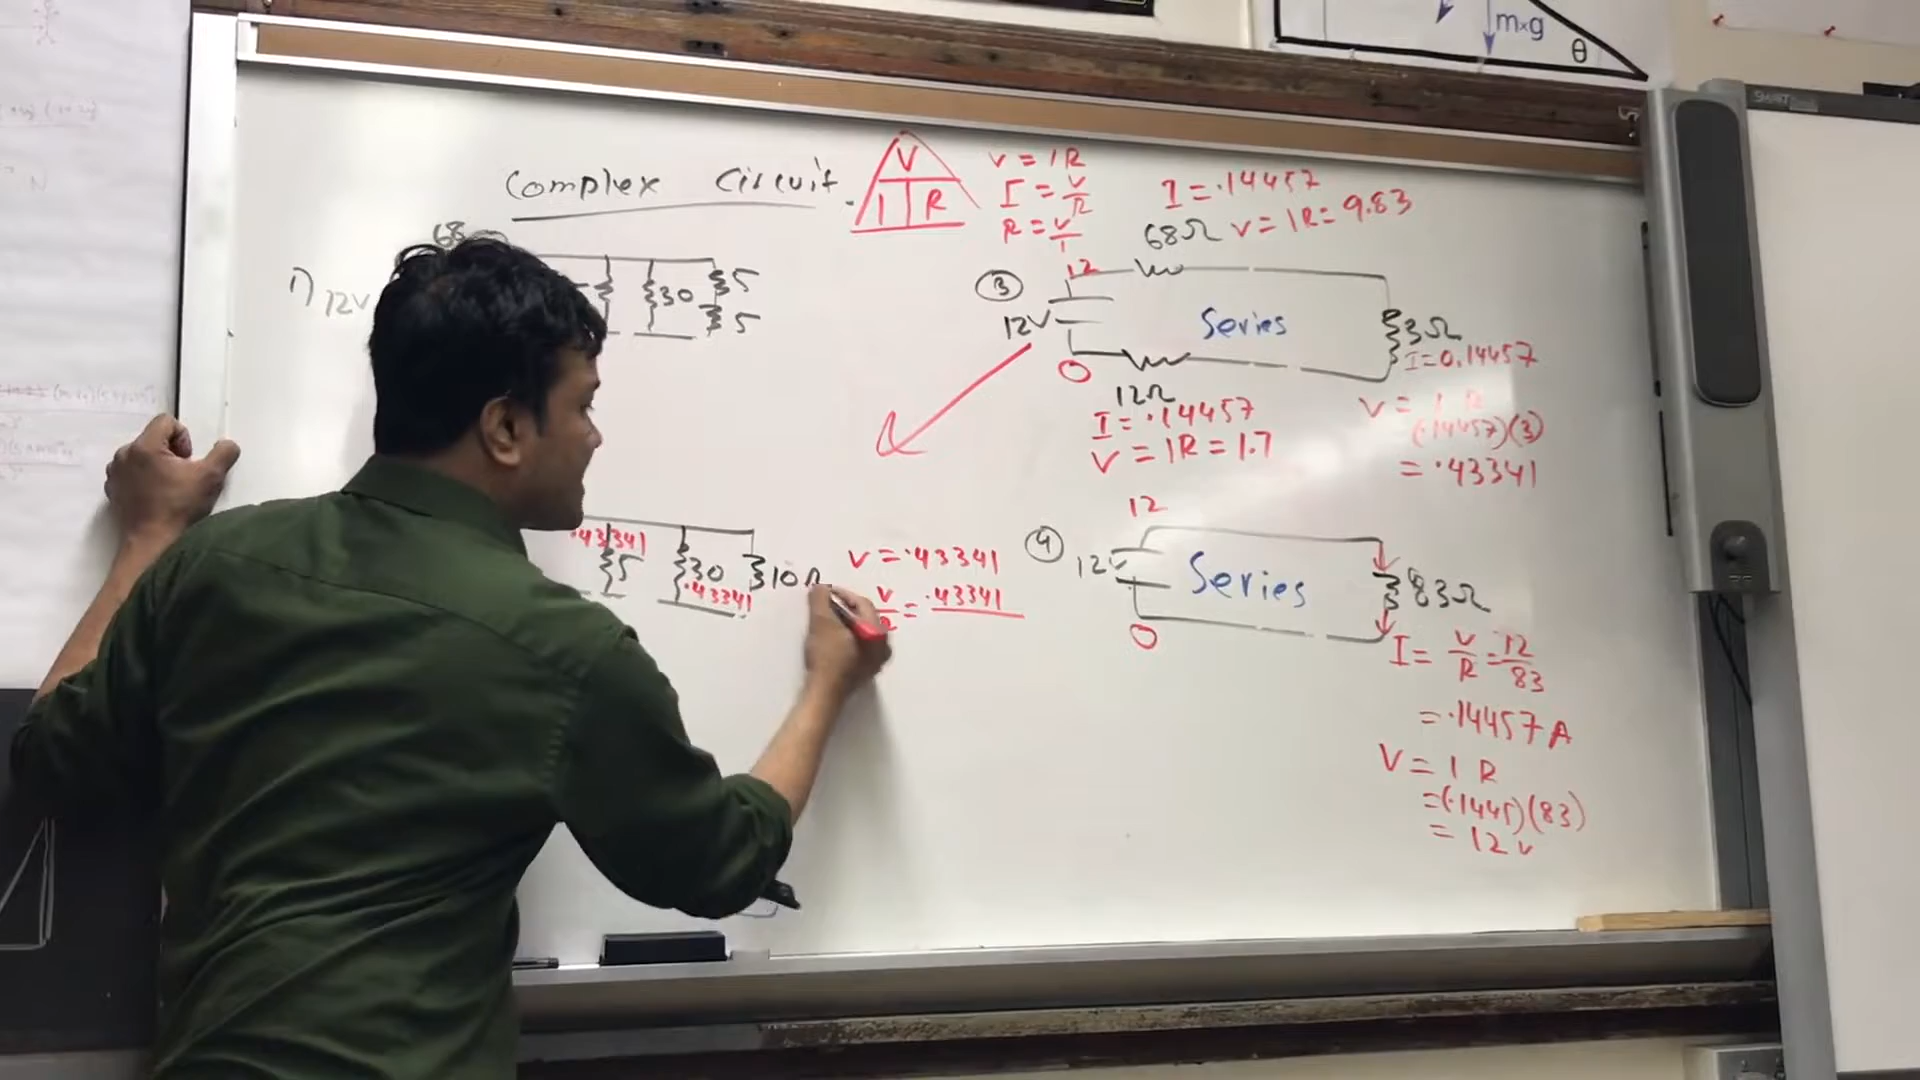 m×g
θ
SMART
Complex Circuit
V
I R
V = IR
I = V/R
R = V/I
I = .14457
68Ω V = IR = 9.83
68
12V
30
5
5
3
12
12V
0
Series
3Ω
I = 0.14457
12Ω
I = .14457
V = IR = 1.7
V = I R
(.14457)(3)
= .43341
.43341
5
30
.43341
10Ω
V = .43341
V/R = .43341
4
12
12V
0
Series
83Ω
I = V/R = 12/83
= .14457 A
V = I R
= (.1445)(83)
= 12 V